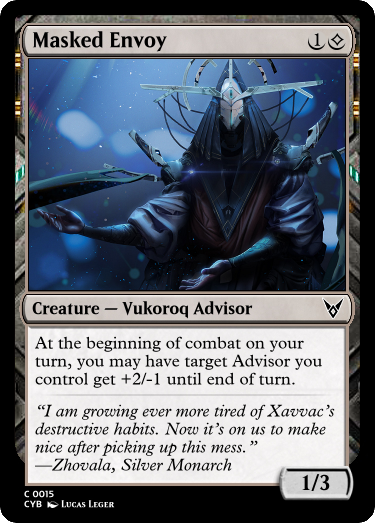 Masked Envoy 1
Creature — Vukoroq Advisor
At the beginning of combat on your
turn, you may have target Advisor you
control get +2/-1 until end of turn.
“I am growing ever more tired of Xavvac’s
destructive habits. Now it’s on us to make
nice after picking up this mess.”
—Zhovala, Silver Monarch
1/3
C 0015
CYB Lucas Leger